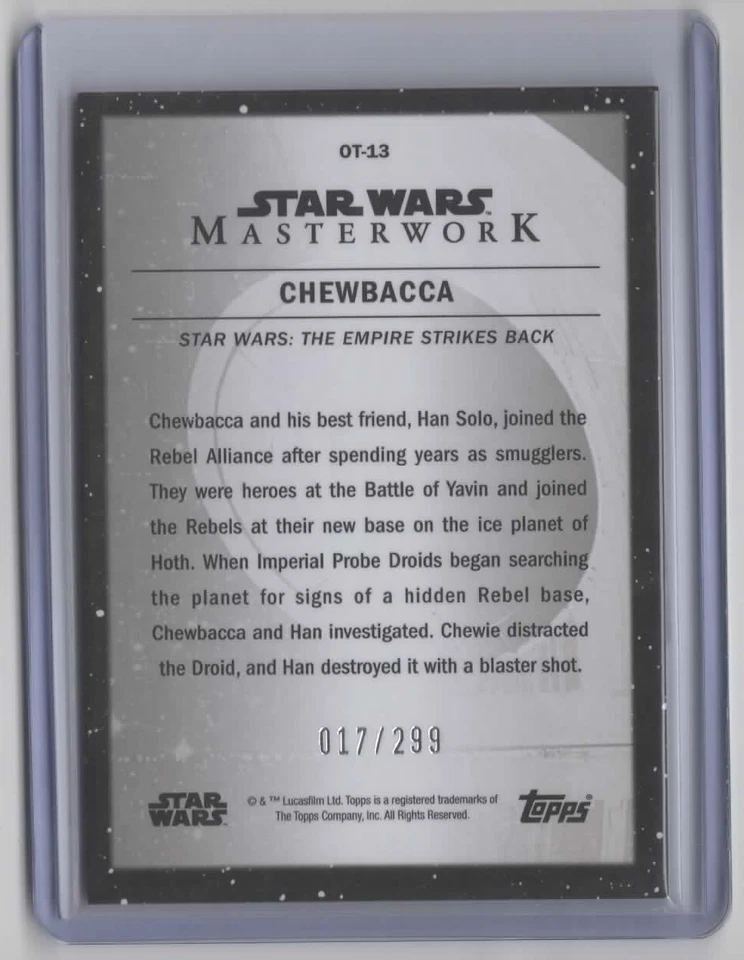 OT-13
STAR WARS™
MASTERWORK
CHEWBACCA
STAR WARS: THE EMPIRE STRIKES BACK
Chewbacca and his best friend, Han Solo, joined the
Rebel Alliance after spending years as smugglers.
They were heroes at the Battle of Yavin and joined
the Rebels at their new base on the ice planet of
Hoth. When Imperial Probe Droids began searching
the planet for signs of a hidden Rebel base,
Chewbacca and Han investigated. Chewie distracted
the Droid, and Han destroyed it with a blaster shot.
017/299
STAR
WARS™
© & ™ Lucasfilm Ltd. Topps is a registered trademarks of
The Topps Company, Inc. All Rights Reserved.
Topps®